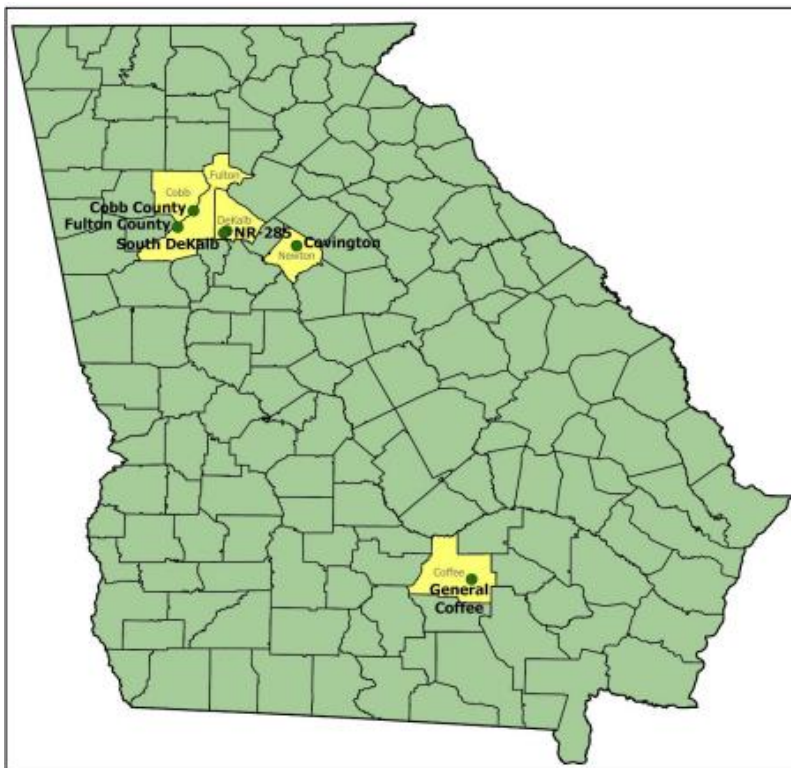 Fulton
Cobb
Cobb County
Fulton County
DeKalb
South DeKalb
NR-285
Covington
Newton
Coffee
General
Coffee